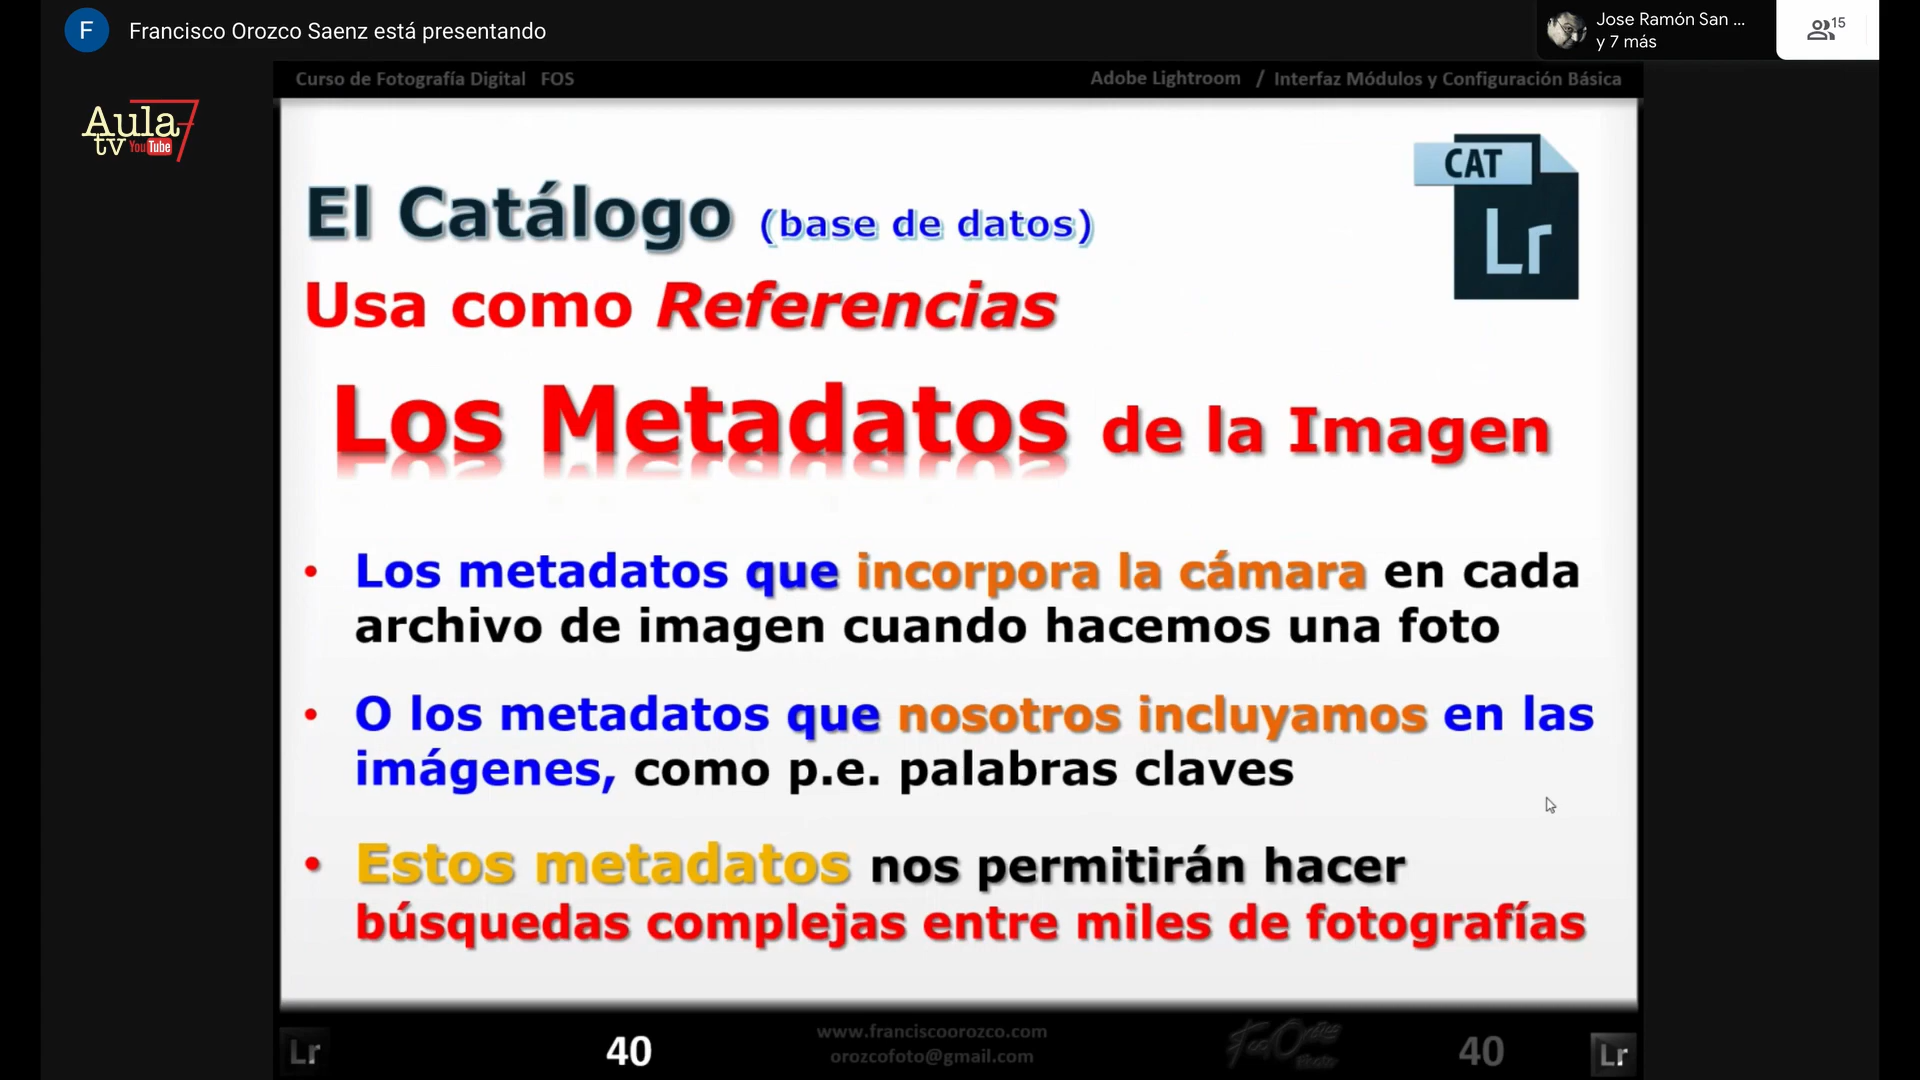 F
Francisco Orozco Saenz está presentando
Jose Ramón San ...
y 7 más
15
Curso de Fotografía Digital FOS
Adobe Lightroom / Interfaz Módulos y Configuración Básica
Aula 7
tv YouTube
CAT
Lr
El Catálogo (base de datos)
Usa como Referencias
Los Metadatos de la Imagen
• Los metadatos que incorpora la cámara en cada
archivo de imagen cuando hacemos una foto
• O los metadatos que nosotros incluyamos en las
imágenes, como p.e. palabras claves
• Estos metadatos nos permitirán hacer
búsquedas complejas entre miles de fotografías
Lr
40
www.franciscoorozco.com
orozcofoto@gmail.com
40
Lr